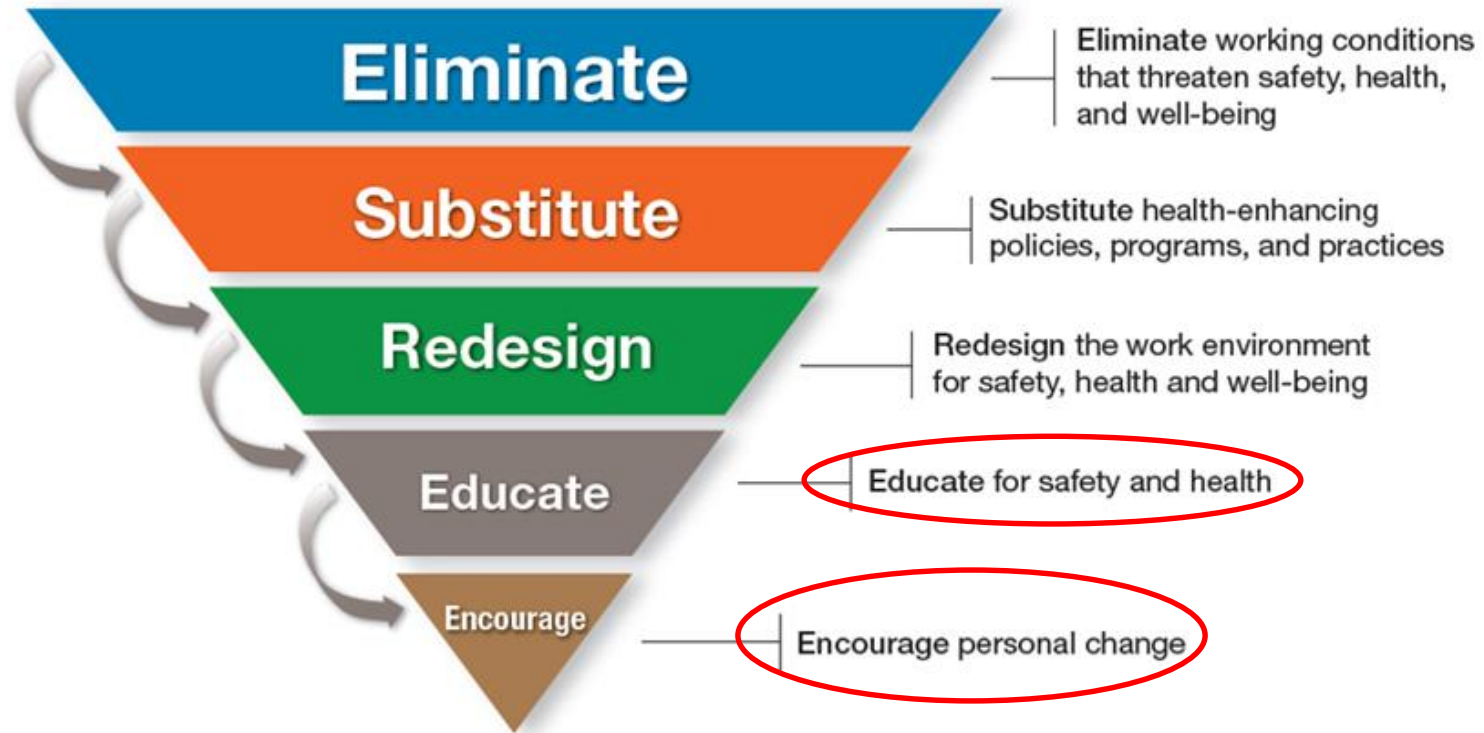 Eliminate
Eliminate working conditions
that threaten safety, health,
and well-being
Substitute
Substitute health-enhancing
policies, programs, and practices
Redesign
Redesign the work environment
for safety, health and well-being
Educate
Educate for safety and health
Encourage
Encourage personal change